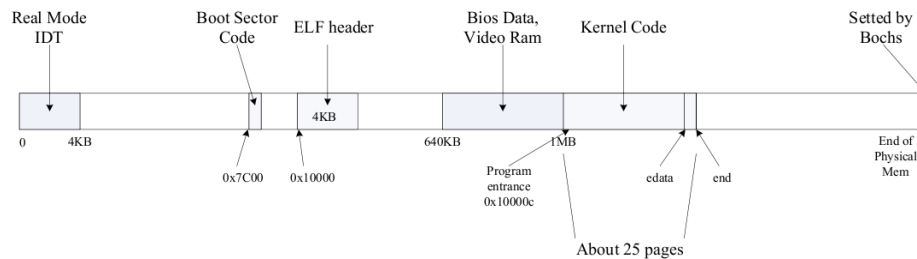 Real Mode
IDT
Boot Sector
Code
ELF header
Bios Data,
Video Ram
Kernel Code
Setted by
Bochs
4KB
0
4KB
640KB
1MB
End of
Physical
Mem
0x7C00
0x10000
Program
entrance
0x10000c
edata
end
About 25 pages